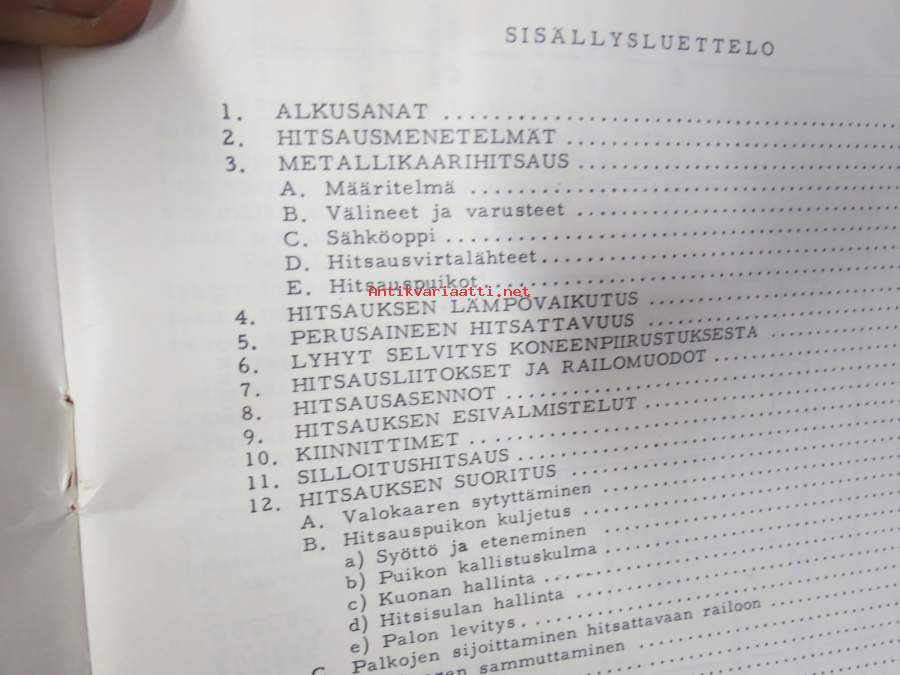 SISÄLLYSLUETTELO
1. ALKUSANAT
2. HITSAUSMENETELMÄT
3. METALLIKAARIHITSAUS
A. Määritelmä
B. Välineet ja varusteet
C. Sähköoppi
D. Hitsausvirtalähteet
E. Hitsauspuikot
Antikvariaatti.net
4. HITSAUKSEN LÄMPÖVAIKUTUS
5. PERUSAINEEN HITSATTAVUUS
6. LYHYT SELVITYS KONEENPIIRUSTUKSESTA
7. HITSAUSLIITOKSET JA RAILOMUODOT
8. HITSAUSASENNOT
9. HITSAUKSEN ESIVALMISTELUT
10. KIINNITTIMET
11. SILLOITUSHITSAUS
12. HITSAUKSEN SUORITUS
A. Valokaaren sytyttäminen
B. Hitsauspuikon kuljetus
a) Syöttö ja eteneminen
b) Puikon kallistuskulma
c) Kuonan hallinta
d) Hitsisulan hallinta
e) Palon levitys
C. Palkojen sijoittaminen hitsattavaan railoon
sammuttaminen